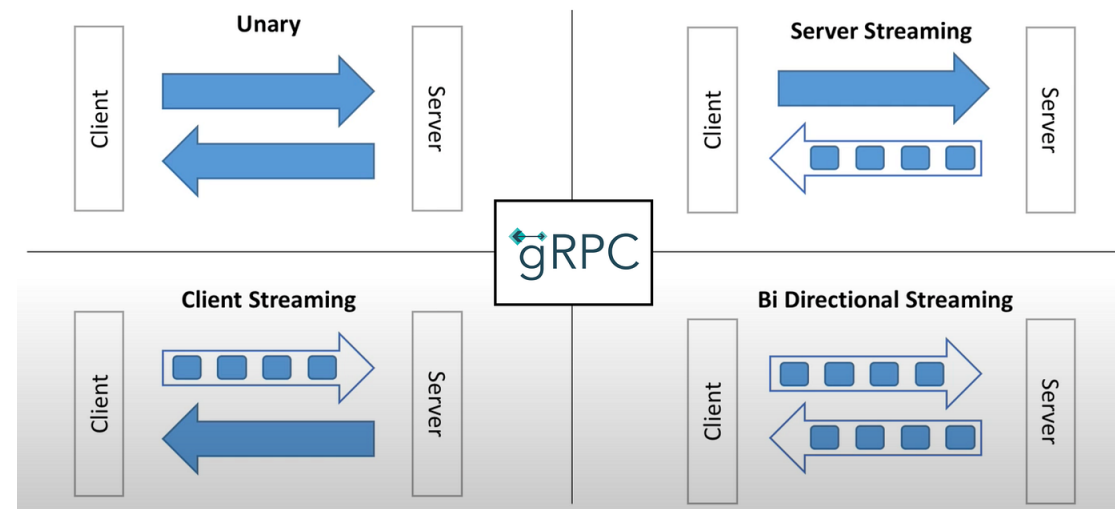 Unary
Client
Server
Server Streaming
Client
Server
gRPC
Client Streaming
Client
Server
Bi Directional Streaming
Client
Server